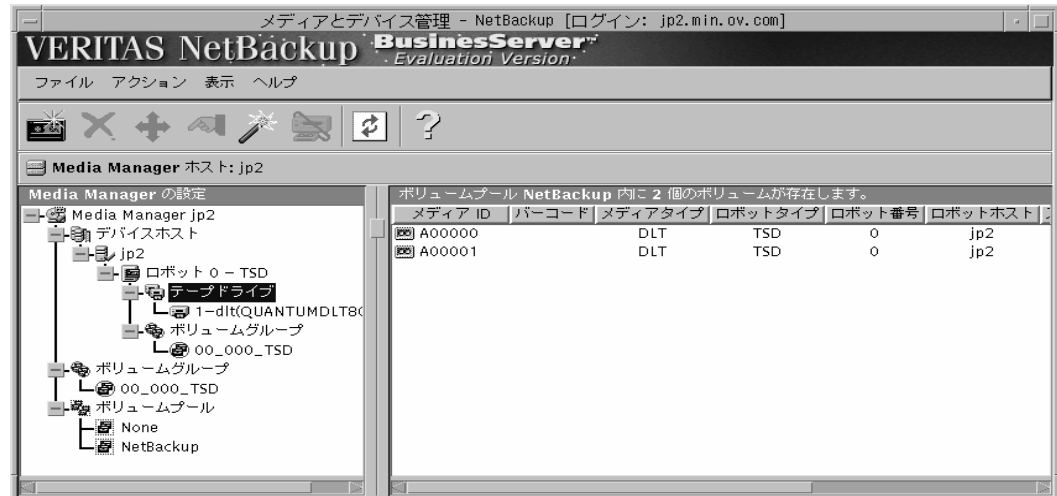 メディアとデバイス管理 - NetBackup [ログイン: jp2.min.ov.com]
VERITAS NetBackup BusinesServer
Evaluation Version
ファイル アクション 表示 ヘルプ
Media Manager ホスト: jp2
Media Manager の設定
Media Manager jp2
デバイスホスト
jp2
ロボット 0 - TSD
テープドライブ
1-dlt(QUANTUMDLT80
ボリュームグループ
00_000_TSD
ボリュームグループ
00_000_TSD
ボリュームプール
None
NetBackup
ボリュームプール NetBackup 内に 2 個のボリュームが存在します。
メディア ID バーコード メディアタイプ ロボットタイプ ロボット番号 ロボットホスト
A00000 DLT TSD 0 jp2
A00001 DLT TSD 0 jp2